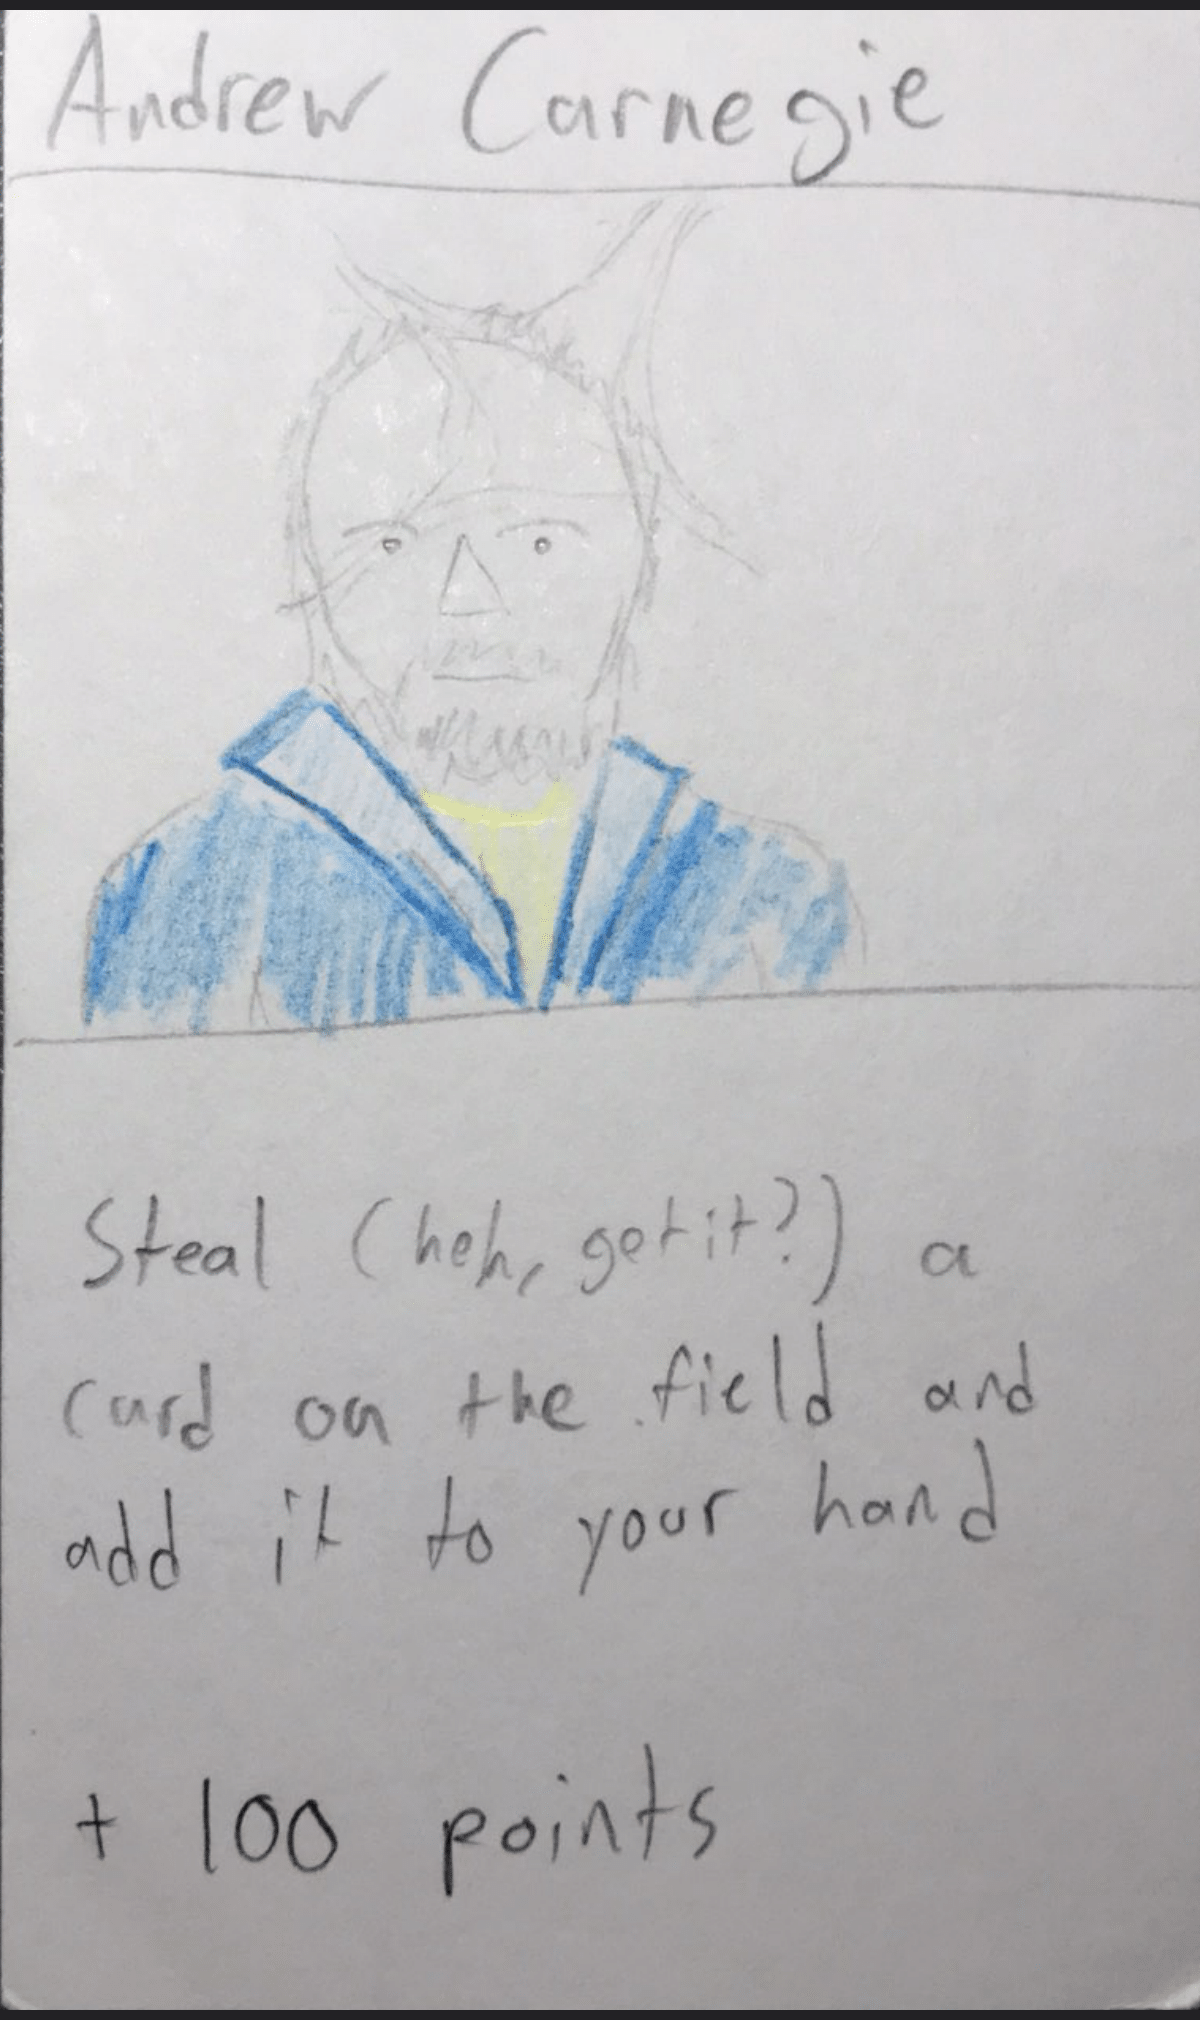 Andrew Carnegie
Steal (heh, get it?) a
card on the field and
add it to your hand
+ 100 points